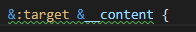 &:target &__content {